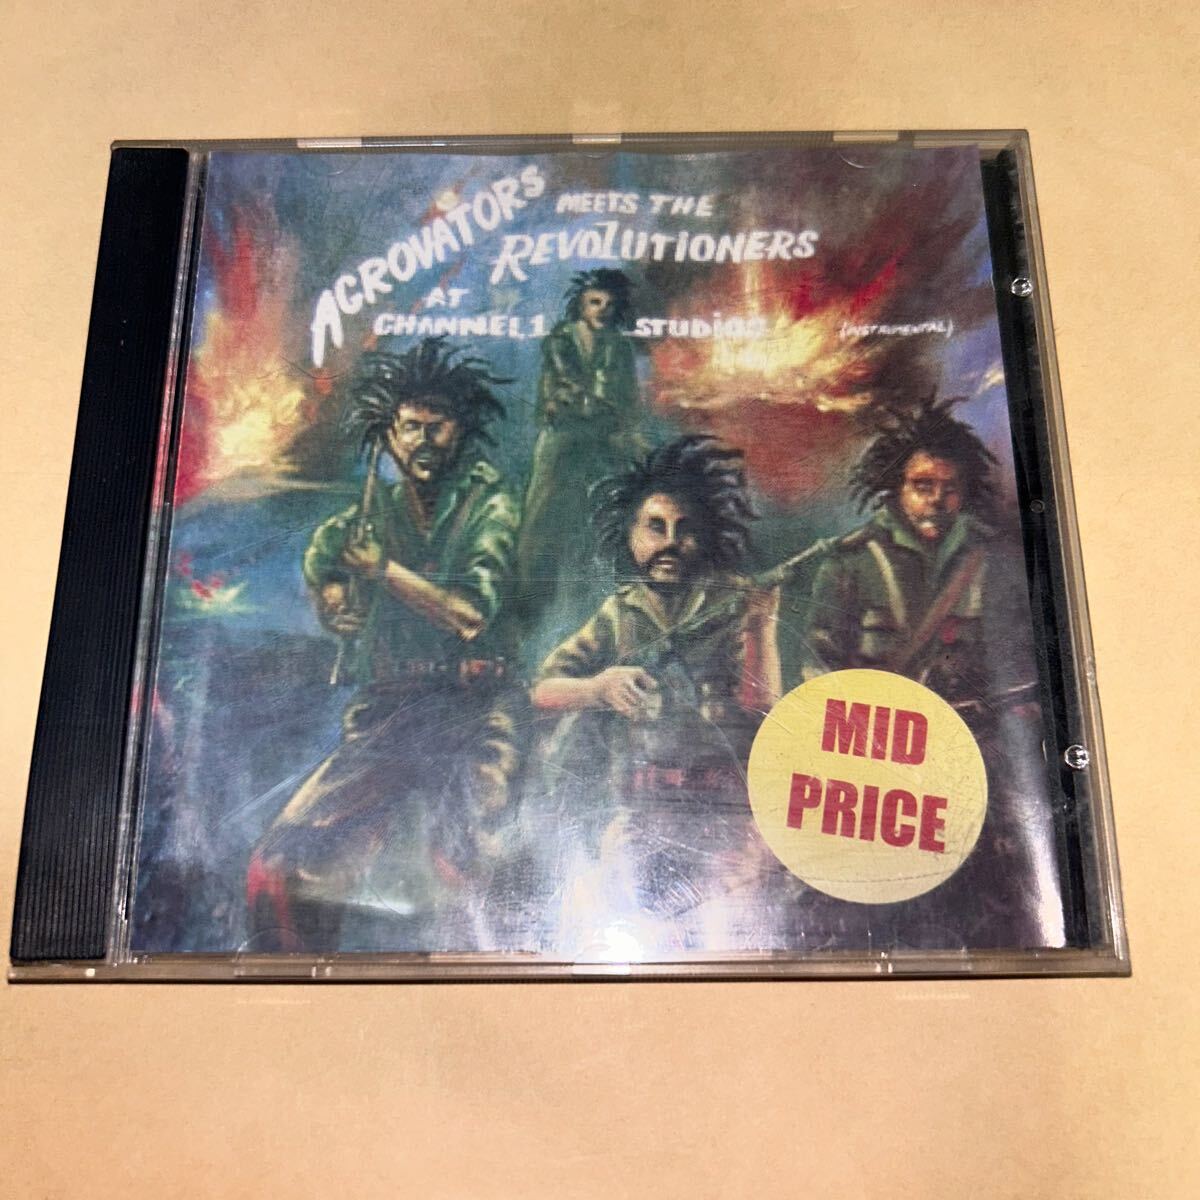 AGROVATORS MEETS THE
REVOLUTIONERS
AT
CHANNEL 1 STUDIOS (INSTRUMENTAL)
MID
PRICE